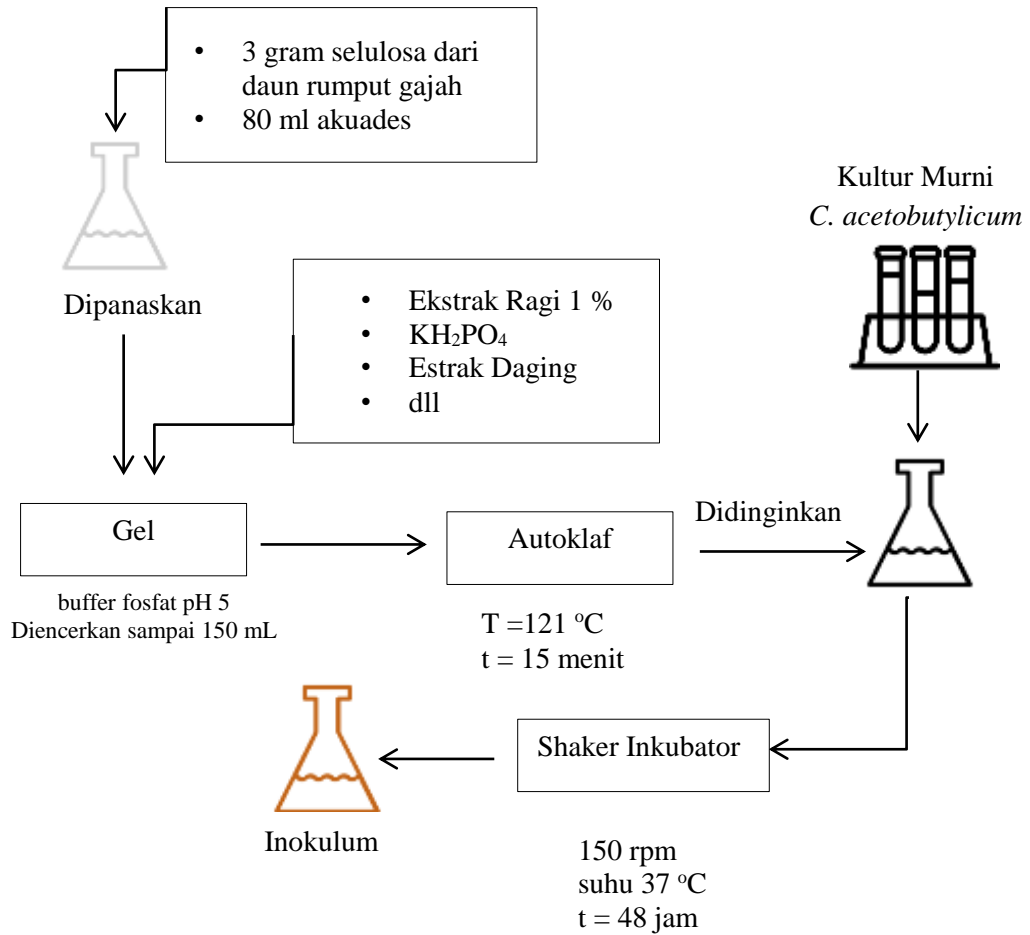 • 3 gram selulosa dari
daun rumput gajah
• 80 ml akuades
Kultur Murni
C. acetobutylicum
Dipanaskan
• Ekstrak Ragi 1 %
• KH₂PO₄
• Estrak Daging
• dll
Gel
buffer fosfat pH 5
Diencerkan sampai 150 mL
Autoklaf
T =121 ºC
t = 15 menit
Didinginkan
Shaker Inkubator
150 rpm
suhu 37 ºC
t = 48 jam
Inokulum